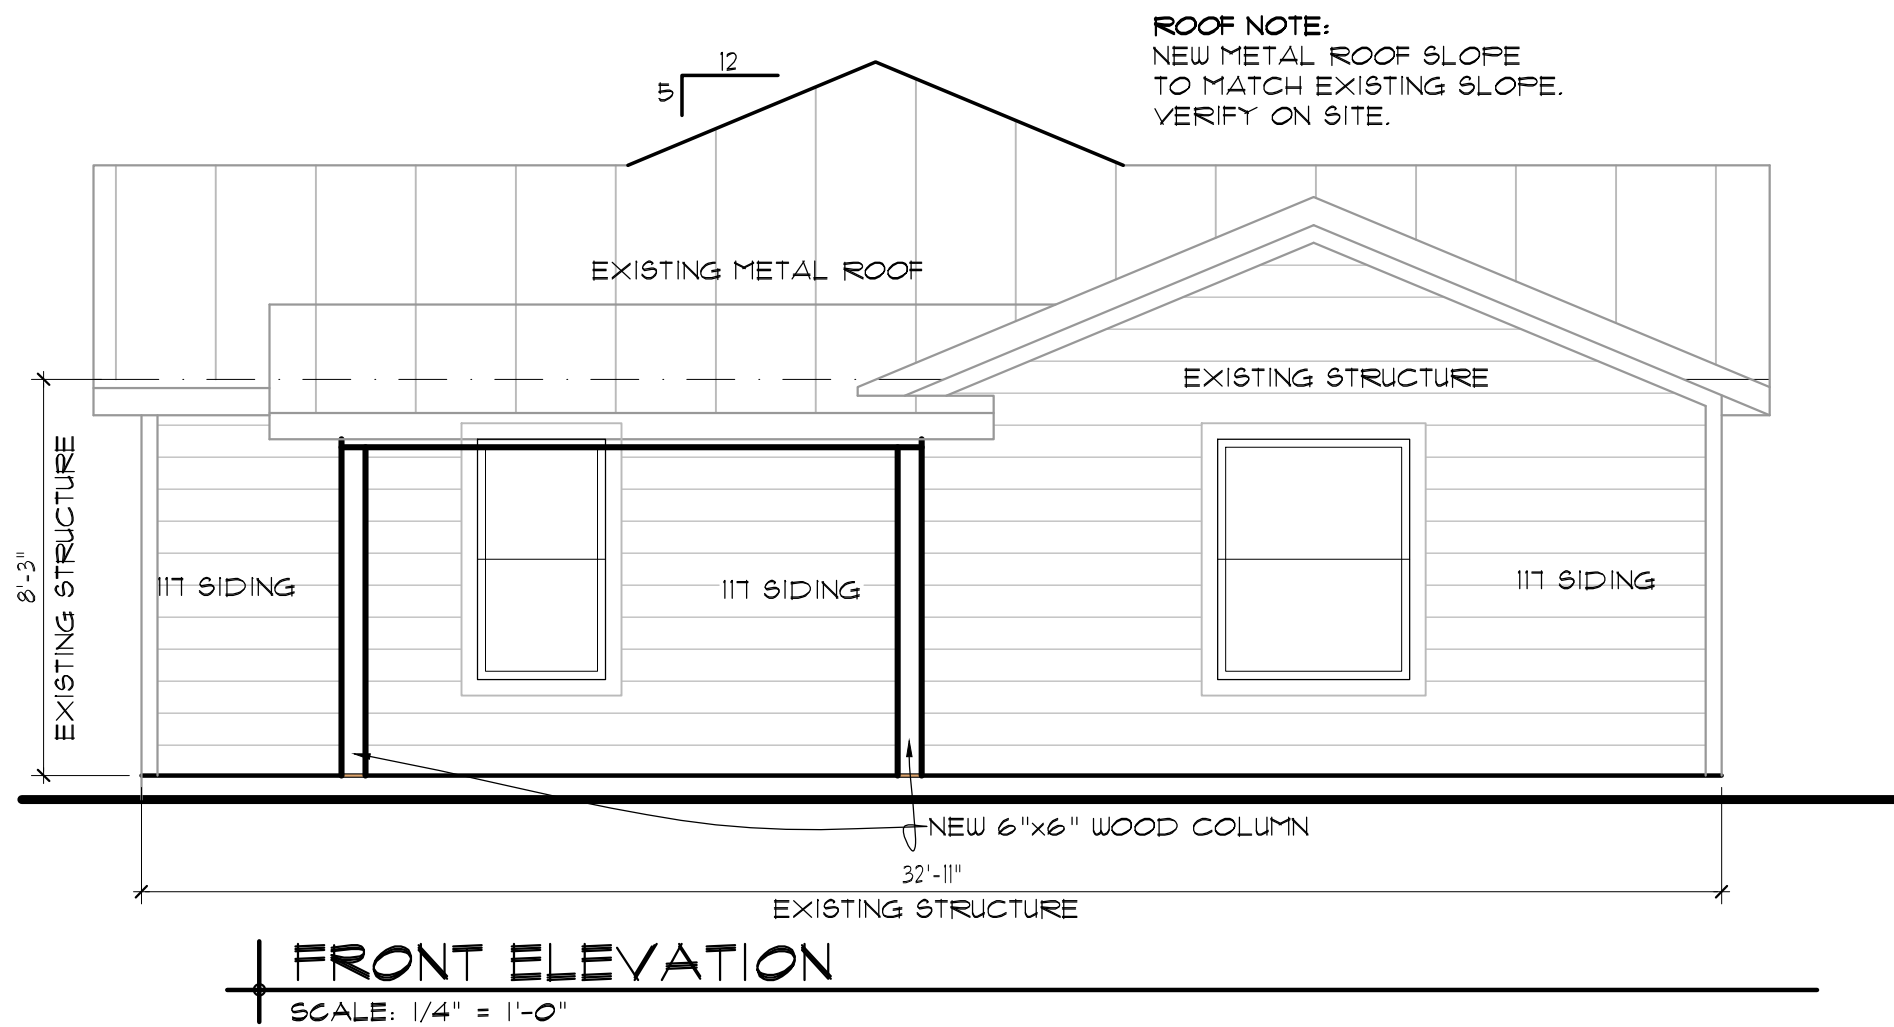 ROOF NOTE:
NEW METAL ROOF SLOPE
TO MATCH EXISTING SLOPE.
VERIFY ON SITE.
12
5
EXISTING METAL ROOF
EXISTING STRUCTURE
8'-3"
EXISTING STRUCTURE
117 SIDING
117 SIDING
117 SIDING
NEW 6"x6" WOOD COLUMN
32'-11"
EXISTING STRUCTURE
FRONT ELEVATION
SCALE: 1/4" = 1'-0"